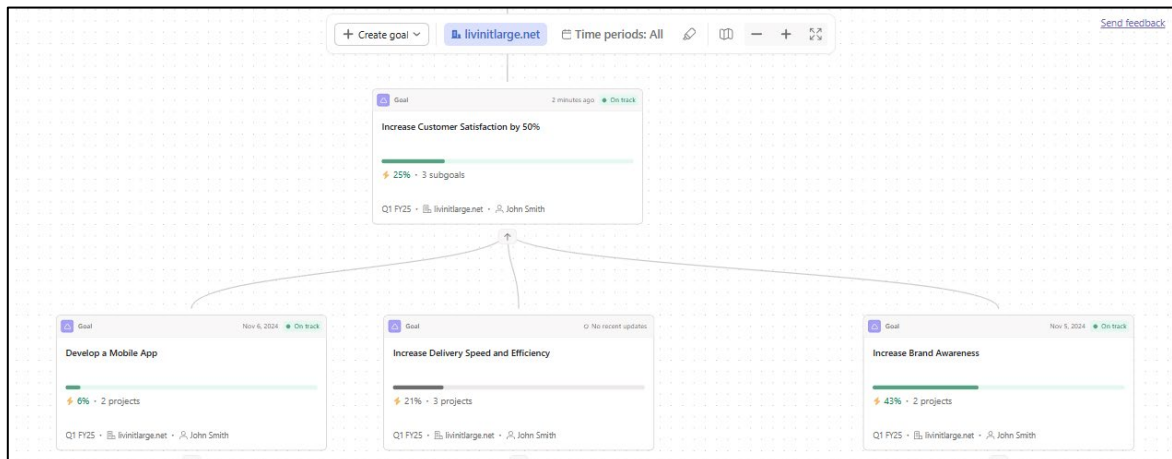 Send feedback
Create goal livinitlarge.net Time periods: All
Goal 2 minutes ago On track
Increase Customer Satisfaction by 50%
25% • 3 subgoals
Q1 FY25 • livinitlarge.net • John Smith
Goal Nov 6, 2024 On track
Develop a Mobile App
6% • 2 projects
Q1 FY25 • livinitlarge.net • John Smith
Goal No recent updates
Increase Delivery Speed and Efficiency
21% • 3 projects
Q1 FY25 • livinitlarge.net • John Smith
Goal Nov 5, 2024 On track
Increase Brand Awareness
43% • 2 projects
Q1 FY25 • livinitlarge.net • John Smith